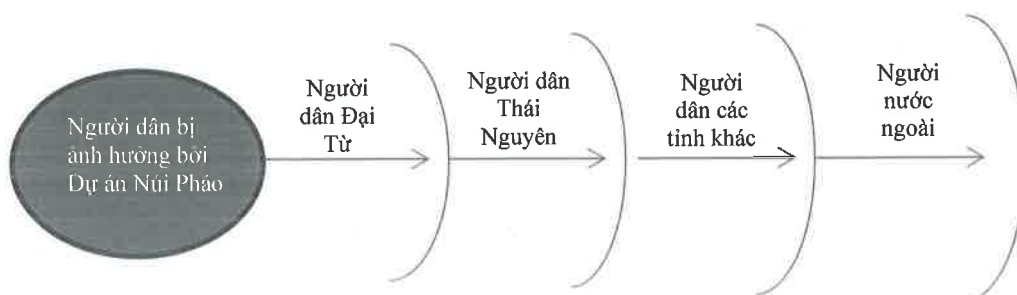 Người dân bị
ảnh hưởng bởi
Dự án Núi Pháo
Người
dân Đại
Từ
Người dân
Thái
Nguyên
Người
dân các
tỉnh khác
Người
nước
ngoài